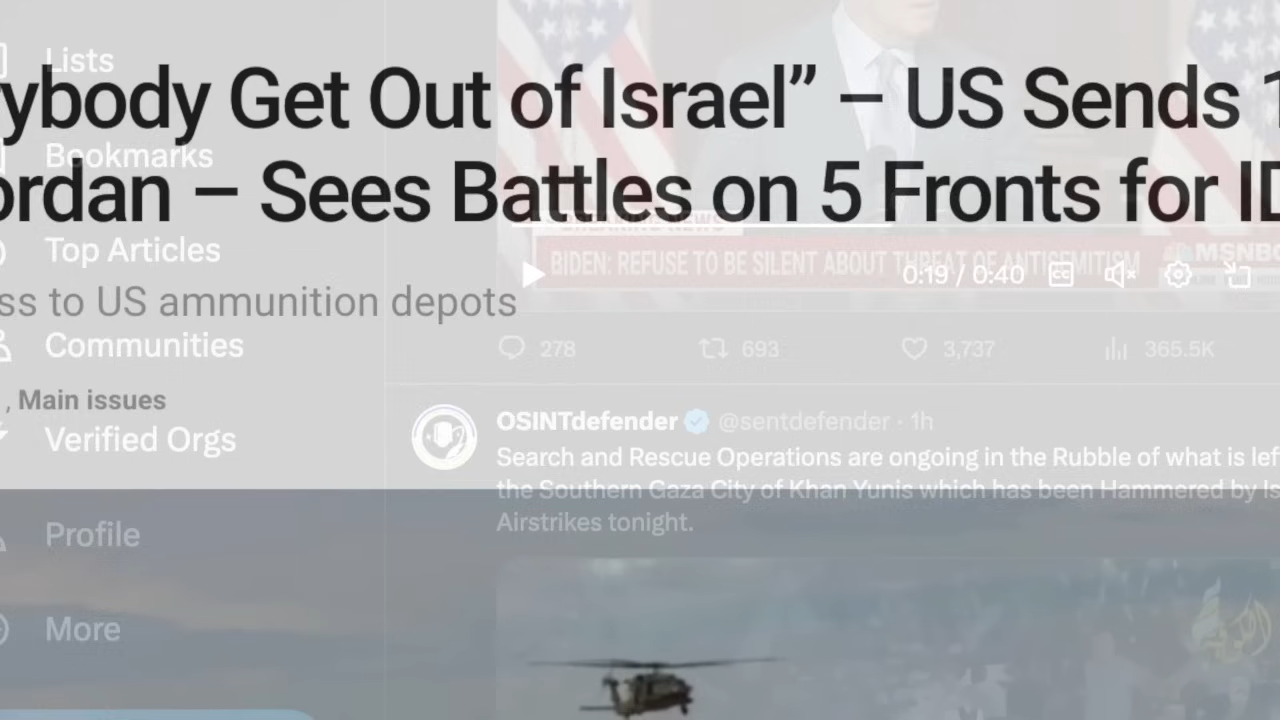 Lists
ybody Get Out of Israel” – US Sends 1
Bookmarks
ordan – Sees Battles on 5 Fronts for ID
BREAKING NEWS
Top Articles
BIDEN: REFUSE TO BE SILENT ABOUT THREAT OF ANTISEMITISM
MSNBC
0:19 / 0:40
CC
ss to US ammunition depots
Communities
278 693 3,737 365.5K
, Main issues
OSINTdefender @sentdefender · 1h
Verified Orgs
Search and Rescue Operations are ongoing in the Rubble of what is lef
the Southern Gaza City of Khan Yunis which has been Hammered by Is
Airstrikes tonight.
Profile
More